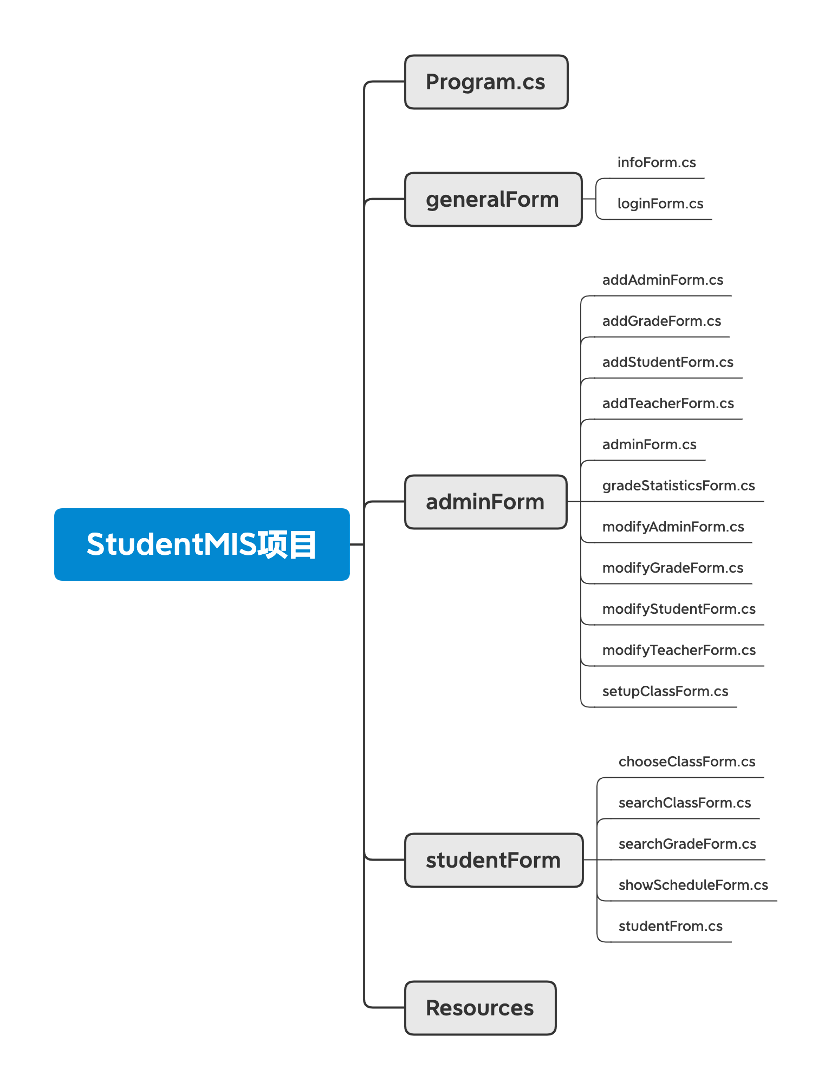 Program.cs
infoForm.cs
generalForm
loginForm.cs
addAdminForm.cs
addGradeForm.cs
addStudentForm.cs
addTeacherForm.cs
adminForm.cs
gradeStatisticsForm.cs
adminForm
modifyAdminForm.cs
StudentMIS项目
modifyGradeForm.cs
modifyStudentForm.cs
modifyTeacherForm.cs
setupClassForm.cs
chooseClassForm.cs
searchClassForm.cs
searchGradeForm.cs
studentForm
showScheduleForm.cs
studentFrom.cs
Resources